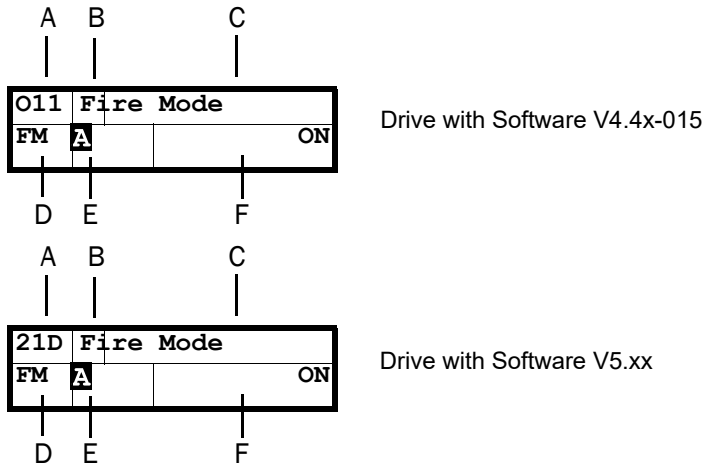 A B C
O11 Fire Mode
FM A ON
Drive with Software V4.4x-015
D E F
A B C
21D Fire Mode
FM A ON
Drive with Software V5.xx
D E F